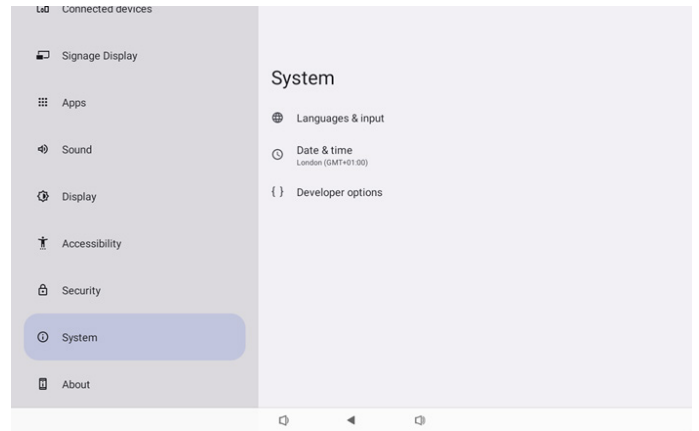 Connected devices
Signage Display
Apps
Sound
Display
Accessibility
Security
System
About
System
Languages & input
Date & time
London (GMT+01:00)
Developer options